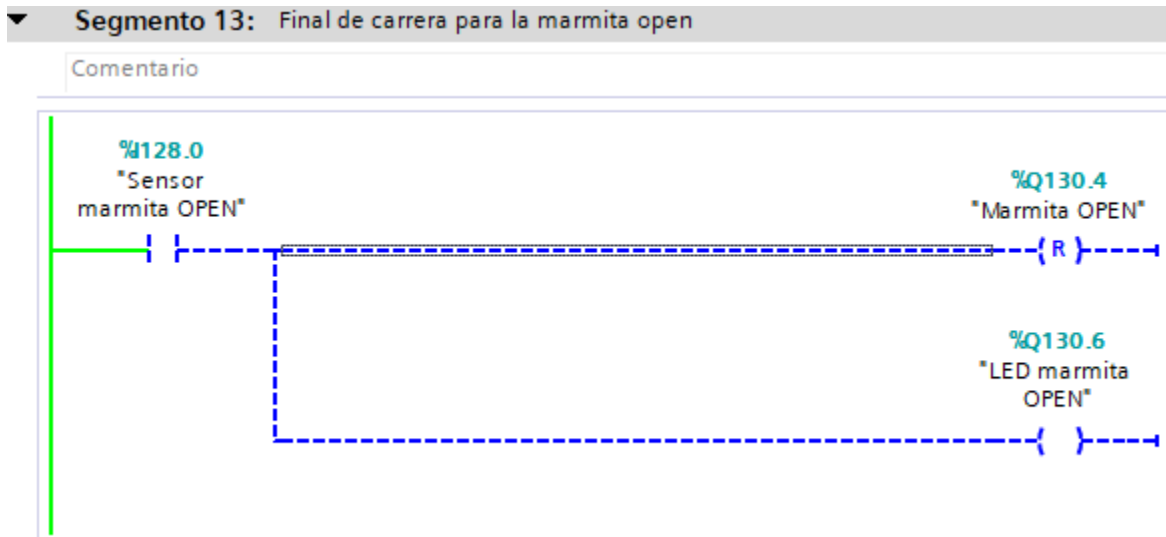 Segmento 13: Final de carrera para la marmita open
Comentario
%I128.0
"Sensor
marmita OPEN"
%Q130.4
"Marmita OPEN"
R
%Q130.6
"LED marmita
OPEN"